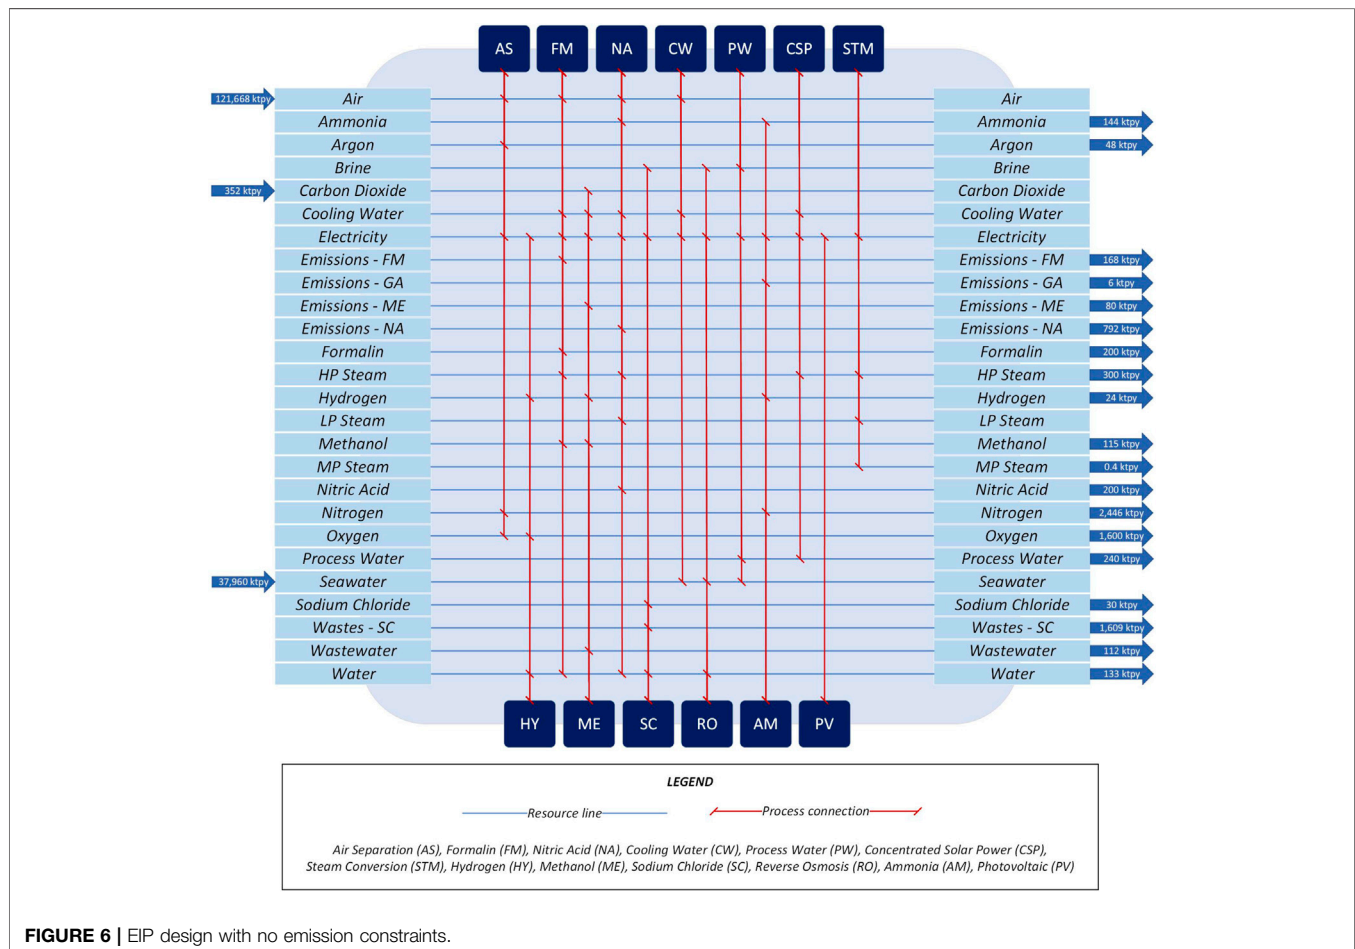 AS FM NA CW PW CSP STM
121,668 ktpy Air Air
Ammonia Ammonia 144 ktpy
Argon Argon 48 ktpy
Brine Brine
352 ktpy Carbon Dioxide Carbon Dioxide
Cooling Water Cooling Water
Electricity Electricity
Emissions - FM Emissions - FM 168 ktpy
Emissions - GA Emissions - GA 6 ktpy
Emissions - ME Emissions - ME 80 ktpy
Emissions - NA Emissions - NA 792 ktpy
Formalin Formalin 200 ktpy
HP Steam HP Steam 300 ktpy
Hydrogen Hydrogen 24 ktpy
LP Steam LP Steam
Methanol Methanol 115 ktpy
MP Steam MP Steam 0.4 ktpy
Nitric Acid Nitric Acid 200 ktpy
Nitrogen Nitrogen 2,446 ktpy
Oxygen Oxygen 1,600 ktpy
Process Water Process Water 240 ktpy
37,960 ktpy Seawater Seawater
Sodium Chloride Sodium Chloride 30 ktpy
Wastes - SC Wastes - SC 1,609 ktpy
Wastewater Wastewater 112 ktpy
Water Water 133 ktpy
HY ME SC RO AM PV
LEGEND
Resource line Process connection
Air Separation (AS), Formalin (FM), Nitric Acid (NA), Cooling Water (CW), Process Water (PW), Concentrated Solar Power (CSP),
Steam Conversion (STM), Hydrogen (HY), Methanol (ME), Sodium Chloride (SC), Reverse Osmosis (RO), Ammonia (AM), Photovoltaic (PV)
FIGURE 6 | EIP design with no emission constraints.